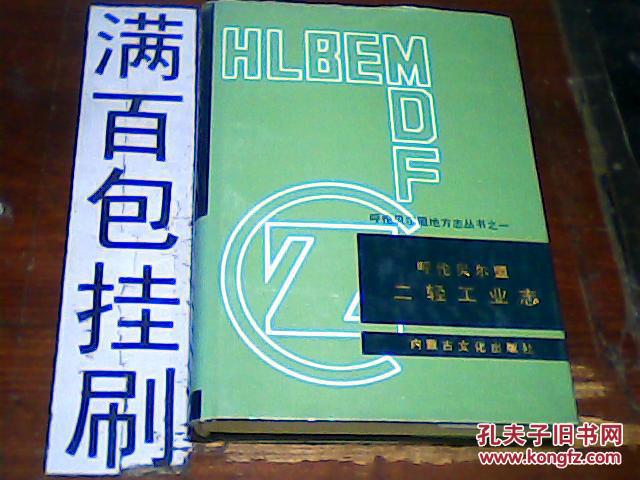 满百包挂刷
HLBEM
D
F
C
Z
呼伦贝尔盟地方志丛书之一
呼伦贝尔盟
二轻工业志
内蒙古文化出版社
孔夫子旧书网
www.kongfz.com